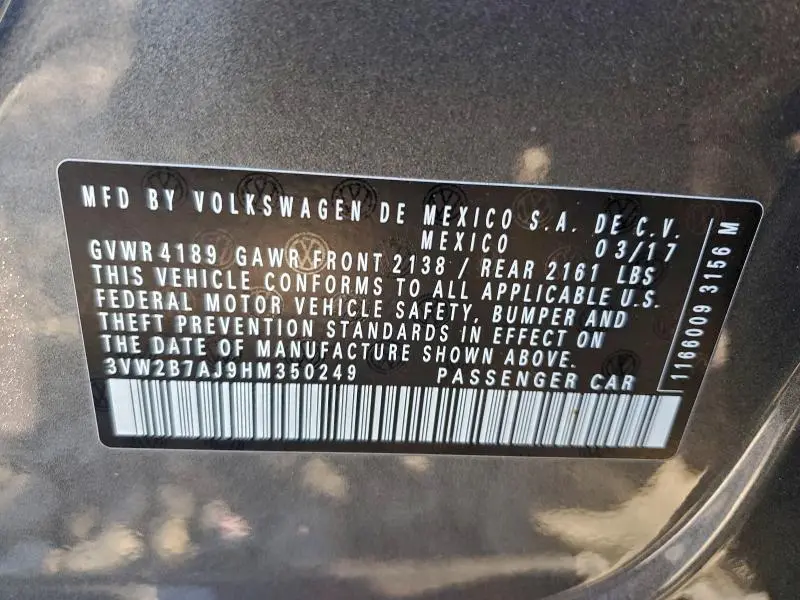 MFD BY VOLKSWAGEN DE MEXICO S.A. DE C.V.
MEXICO 03/17
GVWR 4189 GAWR FRONT 2138 / REAR 2161 LBS
THIS VEHICLE CONFORMS TO ALL APPLICABLE U.S.
FEDERAL MOTOR VEHICLE SAFETY, BUMPER AND
THEFT PREVENTION STANDARDS IN EFFECT ON
THE DATE OF MANUFACTURE SHOWN ABOVE.
3VW2B7AJ9HM350249 PASSENGER CAR
1166009 3156 M